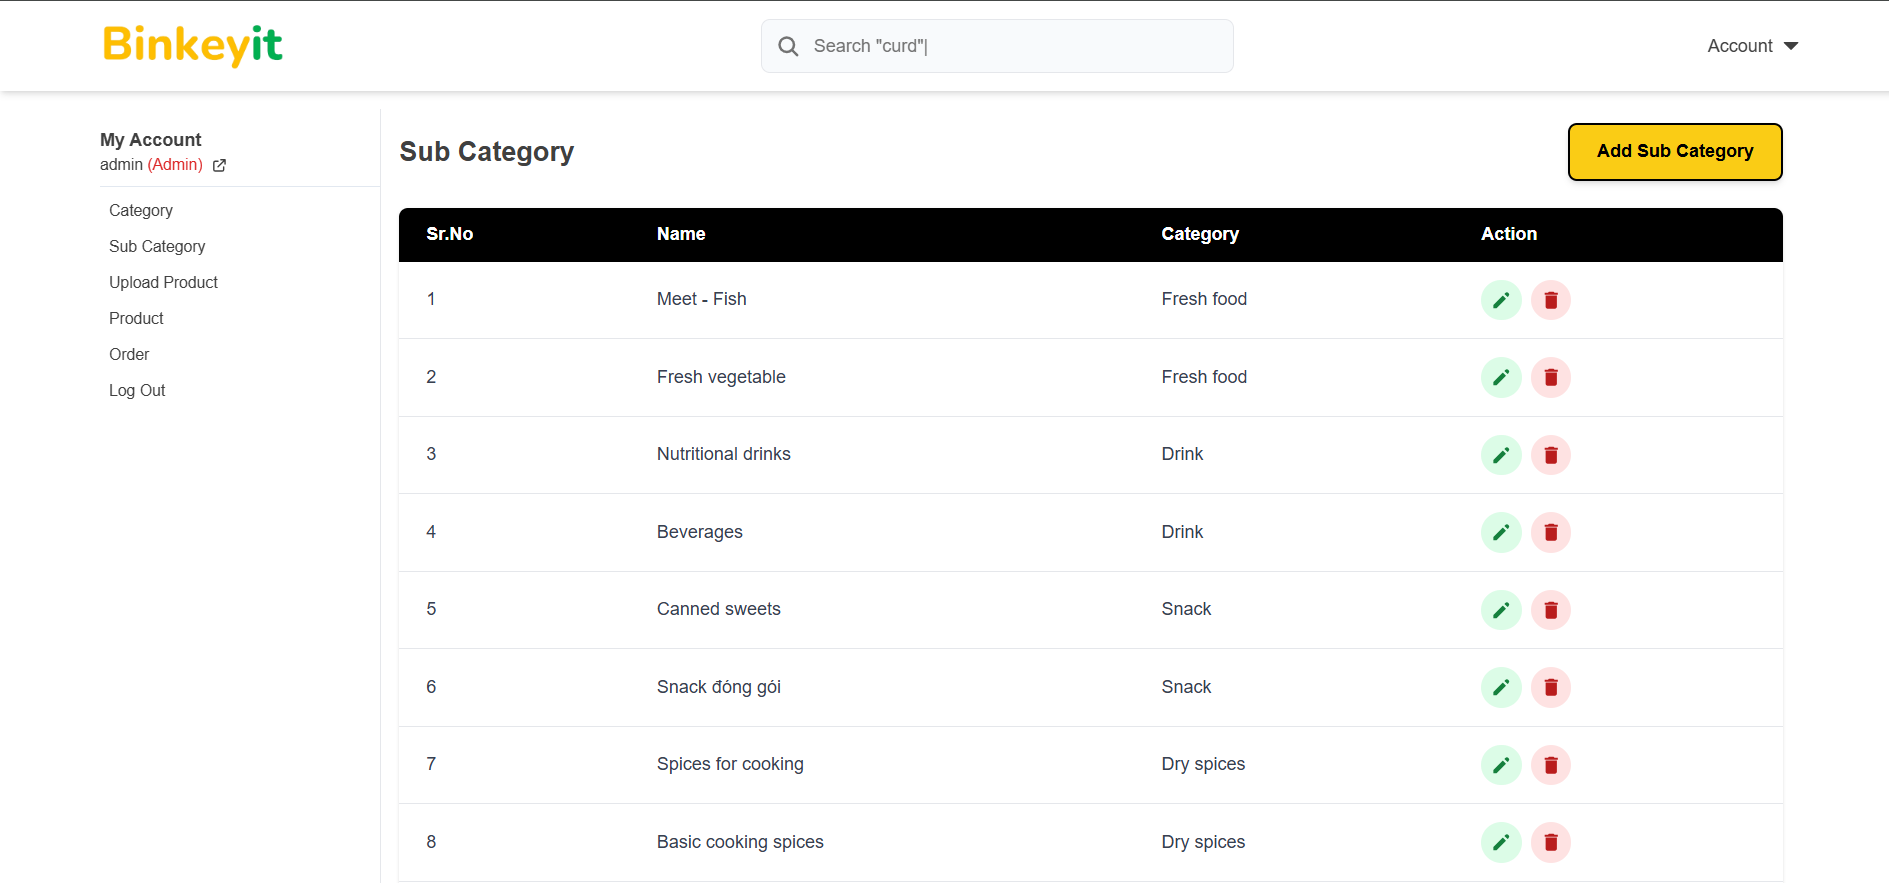 Binkeyit
Search "curd"|
Account
My Account
admin (Admin)
Category
Sub Category
Upload Product
Product
Order
Log Out
Sub Category
Add Sub Category
Sr.No Name Category Action
1 Meet - Fish Fresh food
2 Fresh vegetable Fresh food
3 Nutritional drinks Drink
4 Beverages Drink
5 Canned sweets Snack
6 Snack đóng gói Snack
7 Spices for cooking Dry spices
8 Basic cooking spices Dry spices